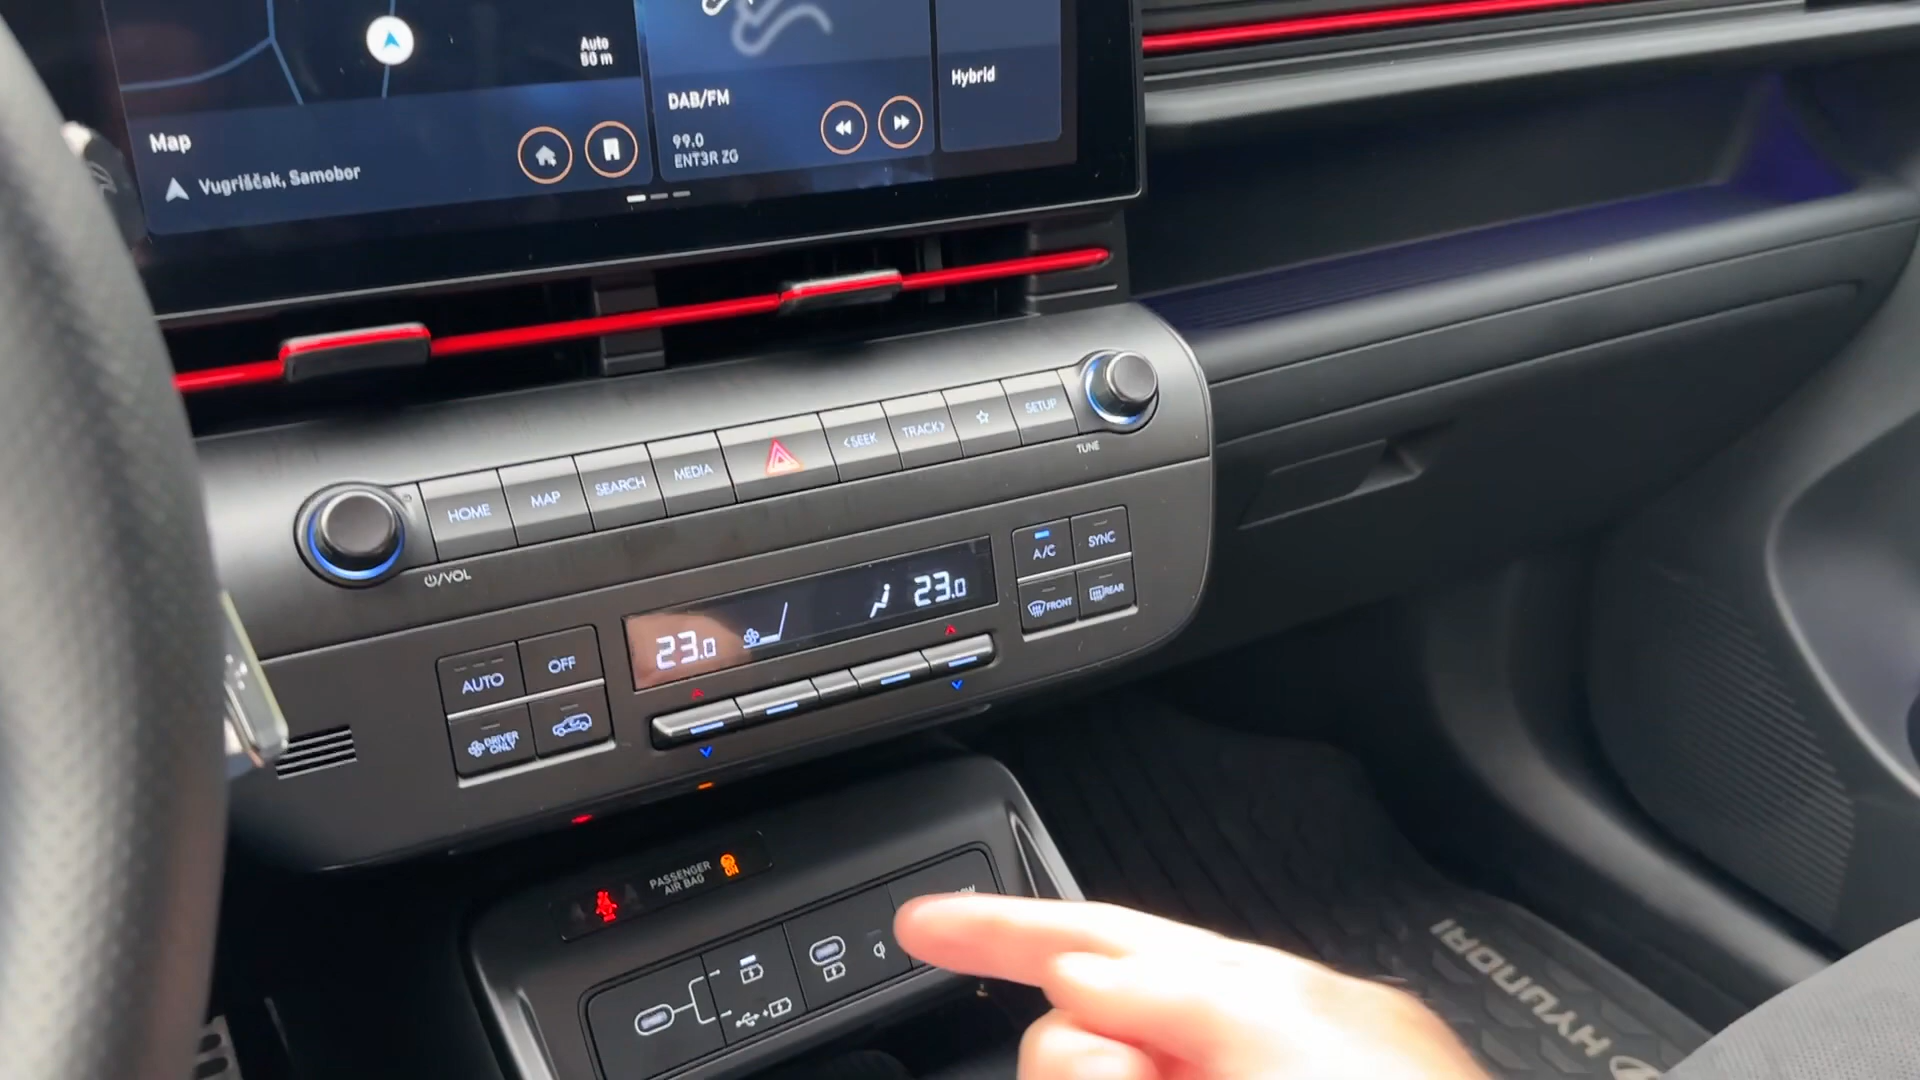 Auto
60 m
Map
Vugriščak, Samobor
DAB/FM
99.0
ENT3R ZG
Hybrid
HOME
MAP
SEARCH
MEDIA
<SEEK
TRACK>
SETUP
/VOL
TUNE
A/C
SYNC
FRONT
REAR
23.0
23.0
AUTO
OFF
DRIVER
ONLY
PASSENGER
AIR BAG
ON
HYUNDAI